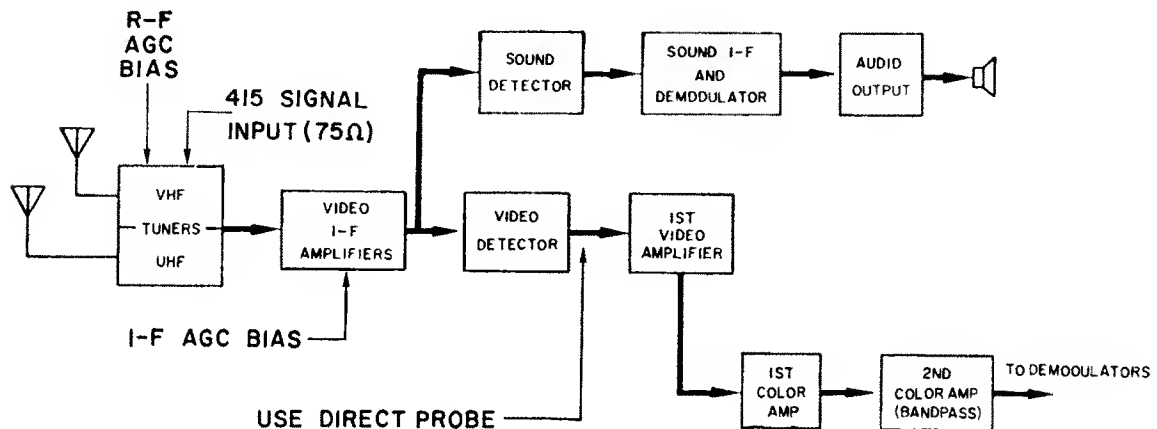 R-F
AGC
BIAS
415 SIGNAL
INPUT (75Ω)
SOUND
DETECTOR
SOUND I-F
AND
DEMODULATOR
AUDIO
OUTPUT
VHF
TUNERS
UHF
VIDEO
I-F
AMPLIFIERS
VIDEO
DETECTOR
1ST
VIDEO
AMPLIFIER
I-F AGC BIAS
USE DIRECT PROBE
1ST
COLOR
AMP
2ND
COLOR AMP
(BANDPASS)
TO DEMODULATORS